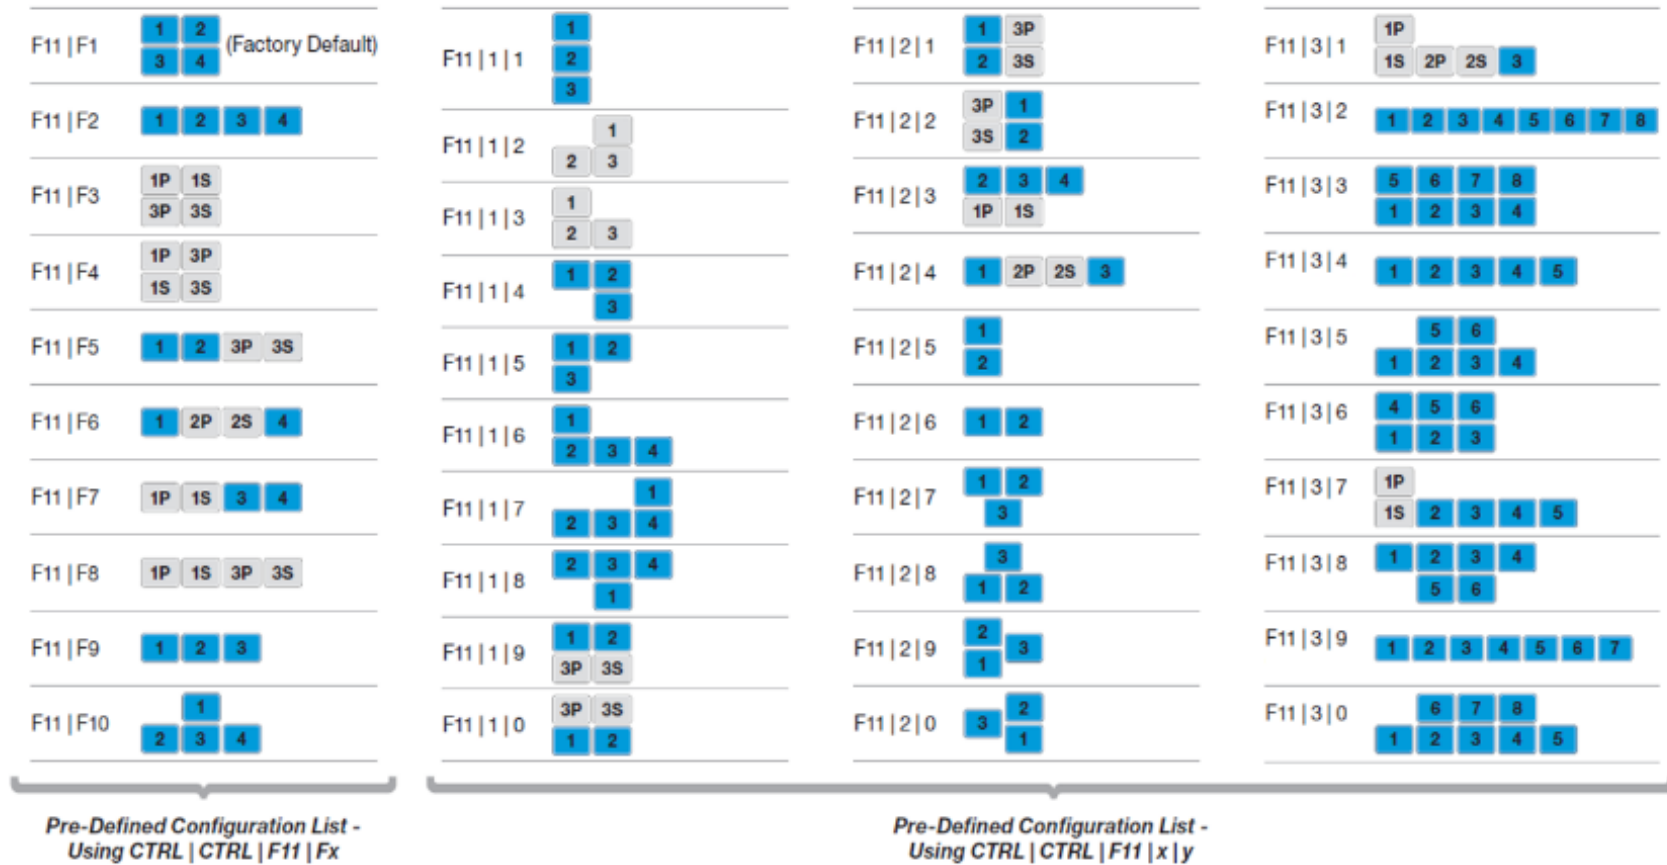 F11 | F1
1 2
(Factory Default)
3 4
F11 | F2
1 2 3 4
F11 | F3
1P 1S
3P 3S
F11 | F4
1P 3P
1S 3S
F11 | F5
1 2 3P 3S
F11 | F6
1 2P 2S 4
F11 | F7
1P 1S 3 4
F11 | F8
1P 1S 3P 3S
F11 | F9
1 2 3
F11 | F10
1
2 3 4
Pre-Defined Configuration List -
Using CTRL | CTRL | F11 | Fx
F11 | 1 | 1
1
2
3
F11 | 1 | 2
1
2 3
F11 | 1 | 3
1
2 3
F11 | 1 | 4
1 2
3
F11 | 1 | 5
1 2
3
F11 | 1 | 6
1
2 3 4
F11 | 1 | 7
1
2 3 4
F11 | 1 | 8
2 3 4
1
F11 | 1 | 9
1 2
3P 3S
F11 | 1 | 0
3P 3S
1 2
F11 | 2 | 1
1 3P
2 3S
F11 | 2 | 2
3P 1
3S 2
F11 | 2 | 3
2 3 4
1P 1S
F11 | 2 | 4
1 2P 2S 3
F11 | 2 | 5
1
2
F11 | 2 | 6
1 2
F11 | 2 | 7
1 2
3
F11 | 2 | 8
3
1 2
F11 | 2 | 9
2
3
1
F11 | 2 | 0
2
3
1
F11 | 3 | 1
1P
1S 2P 2S 3
F11 | 3 | 2
1 2 3 4 5 6 7 8
F11 | 3 | 3
5 6 7 8
1 2 3 4
F11 | 3 | 4
1 2 3 4 5
F11 | 3 | 5
5 6
1 2 3 4
F11 | 3 | 6
4 5 6
1 2 3
F11 | 3 | 7
1P
1S 2 3 4 5
F11 | 3 | 8
1 2 3 4
5 6
F11 | 3 | 9
1 2 3 4 5 6 7
F11 | 3 | 0
6 7 8
1 2 3 4 5
Pre-Defined Configuration List -
Using CTRL | CTRL | F11 | x | y